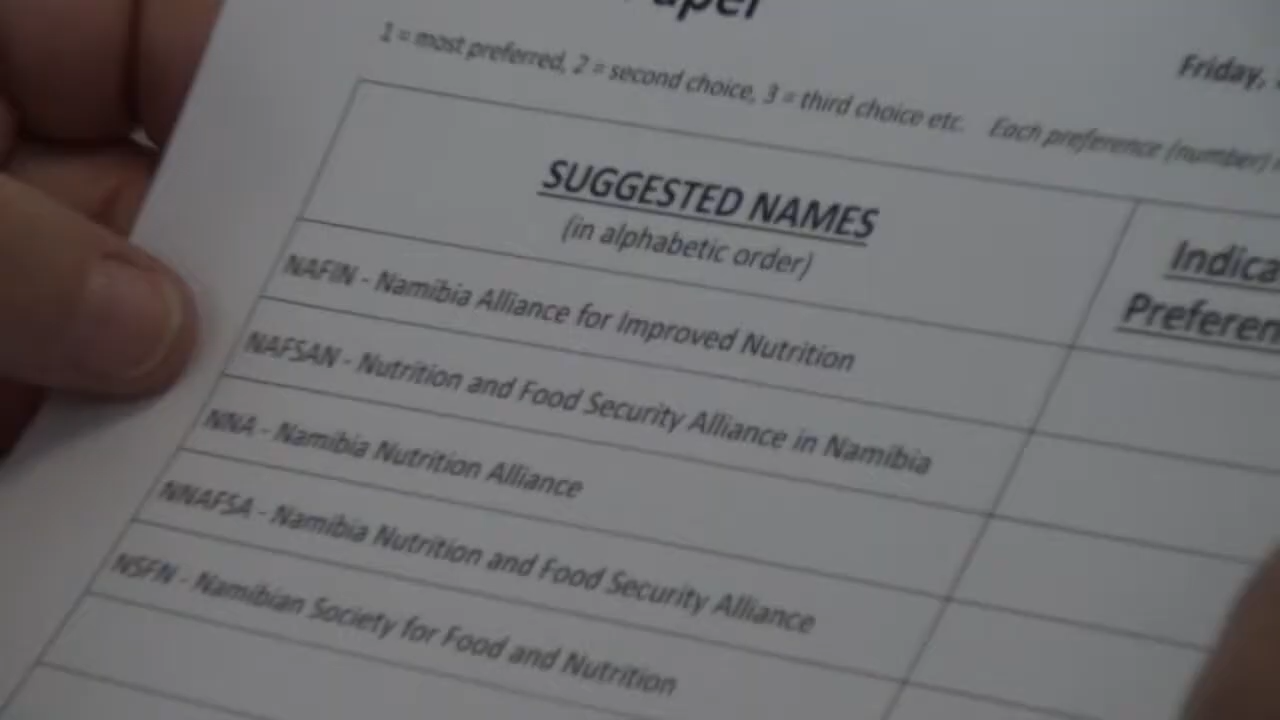 1 = most preferred, 2 = second choice, 3 = third choice etc. Each preference (number)
Friday,
SUGGESTED NAMES
(in alphabetic order)
NAFIN - Namibia Alliance for Improved Nutrition
NAFSAN - Nutrition and Food Security Alliance in Namibia
NNA - Namibia Nutrition Alliance
NNAFSA - Namibia Nutrition and Food Security Alliance
NSFN - Namibian Society for Food and Nutrition